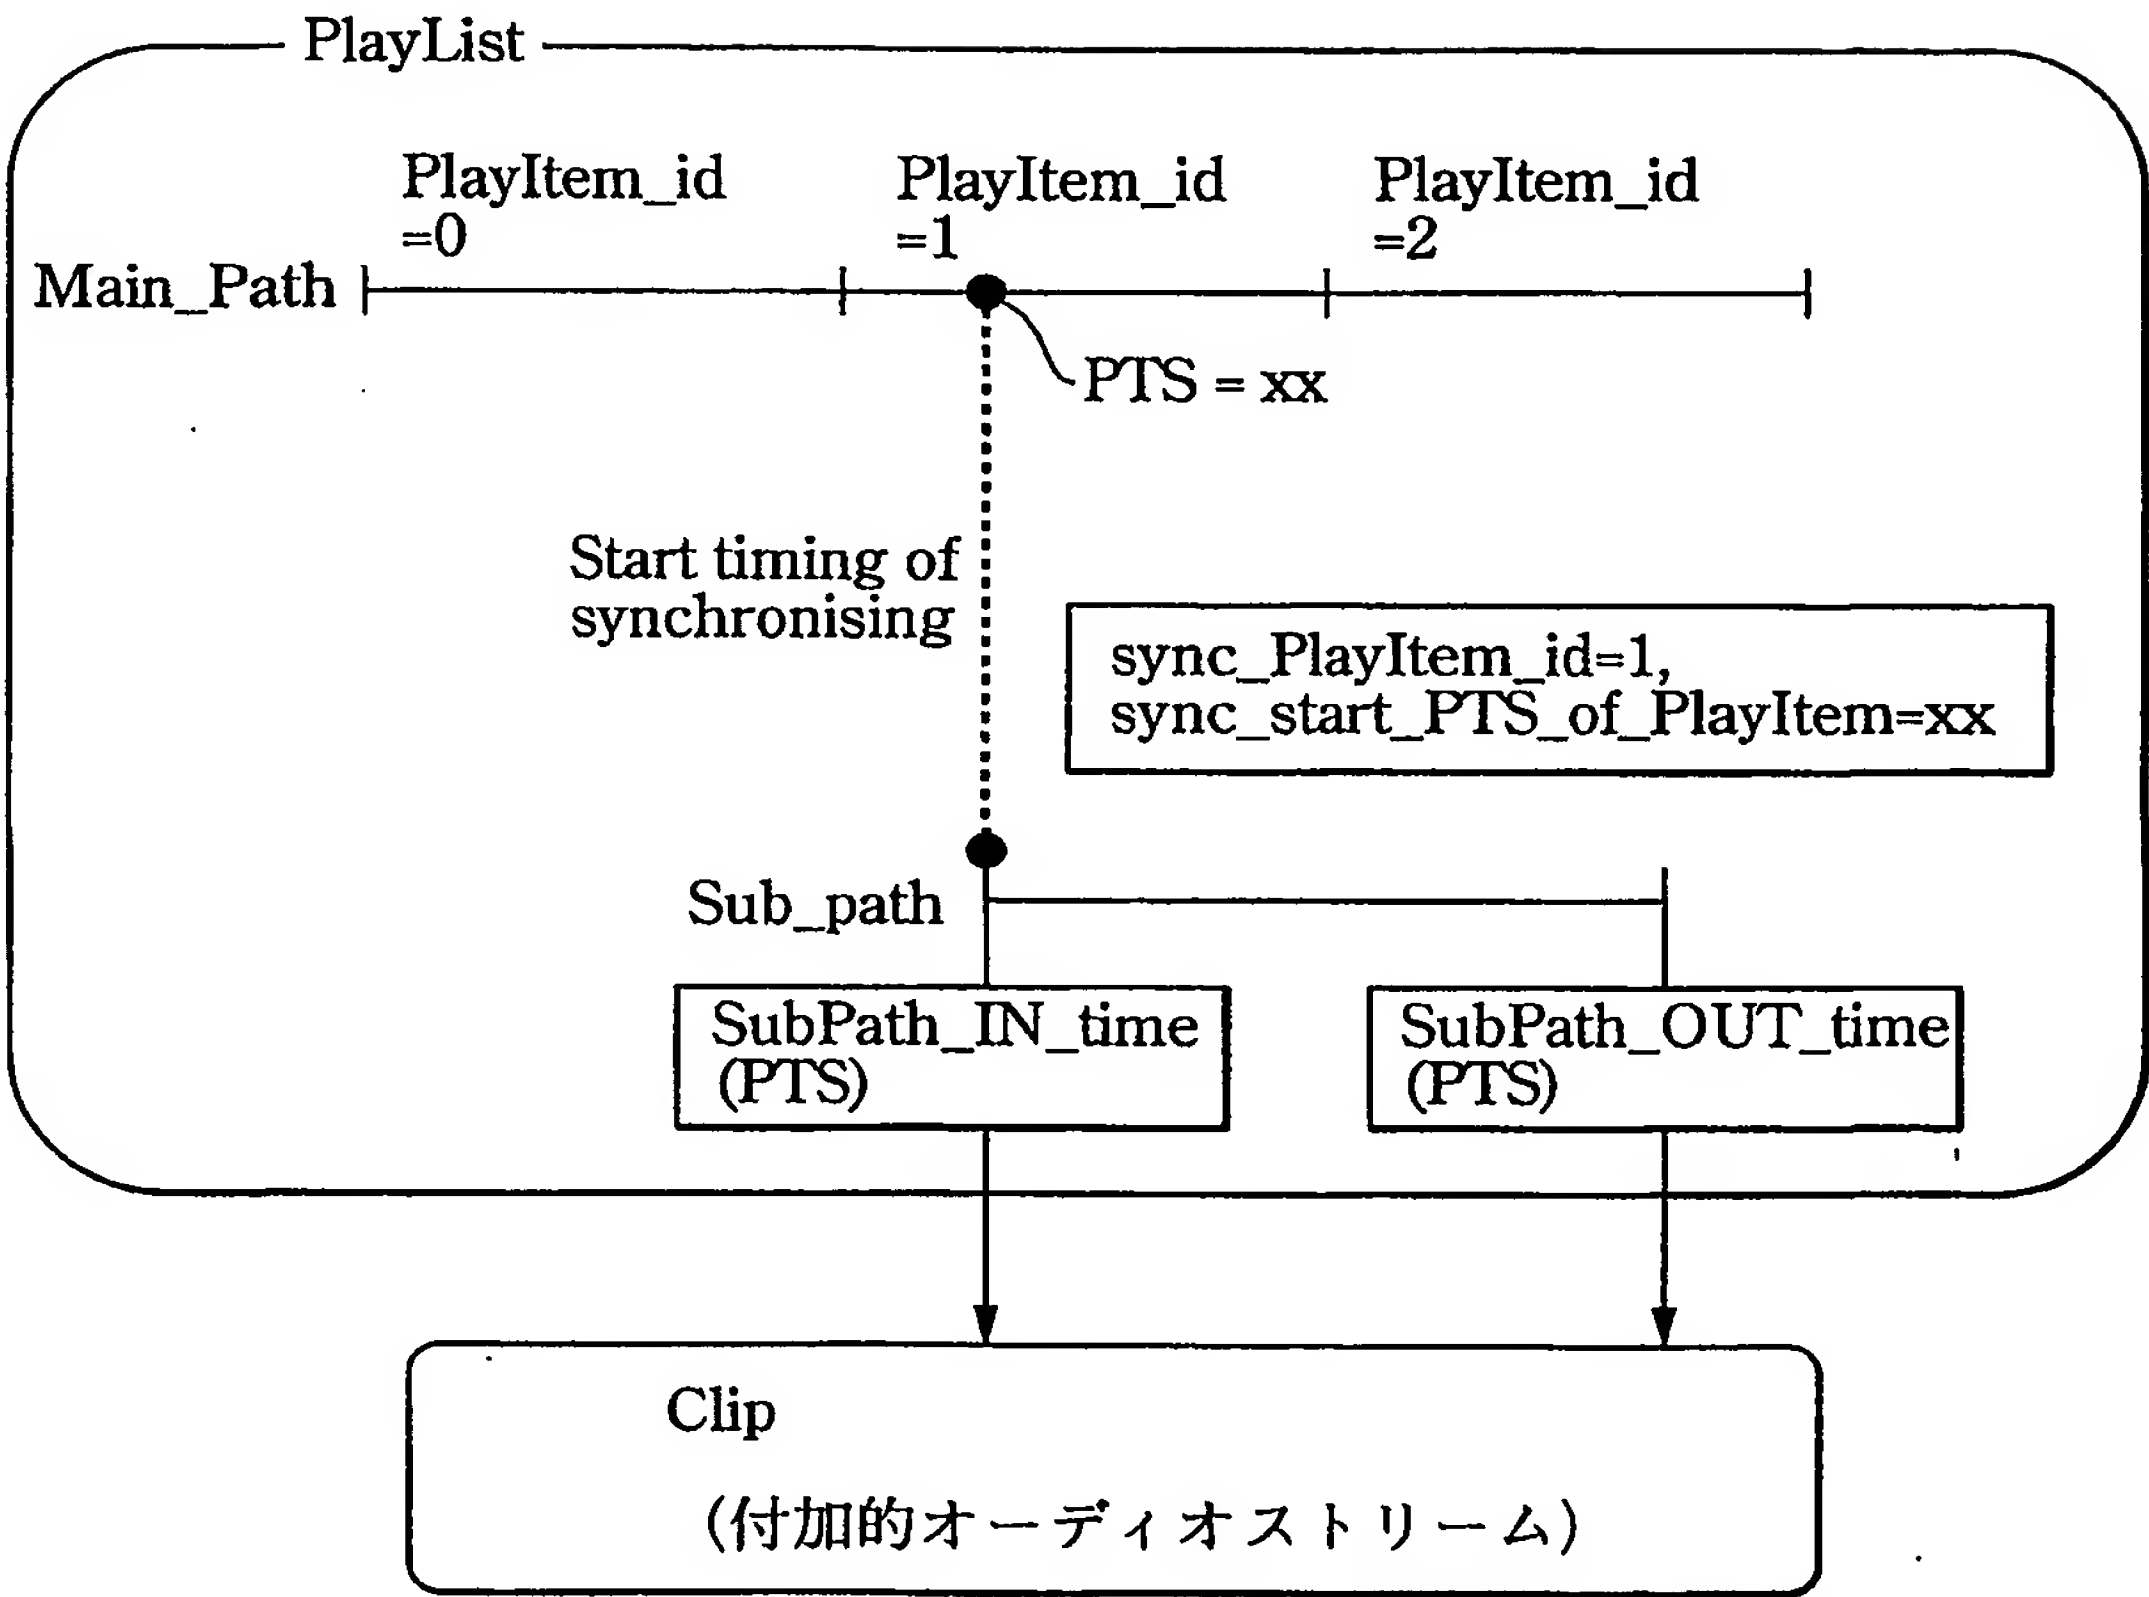 PlayList
PlayItem_id
=0
PlayItem_id
=1
PlayItem_id
=2
Main_Path
PTS = xx
Start timing of
synchronising
sync_PlayItem_id=1,
sync_start_PTS_of_PlayItem=xx
Sub_path
SubPath_IN_time
(PTS)
SubPath_OUT_time
(PTS)
Clip
(付加的オーディオストリーム)